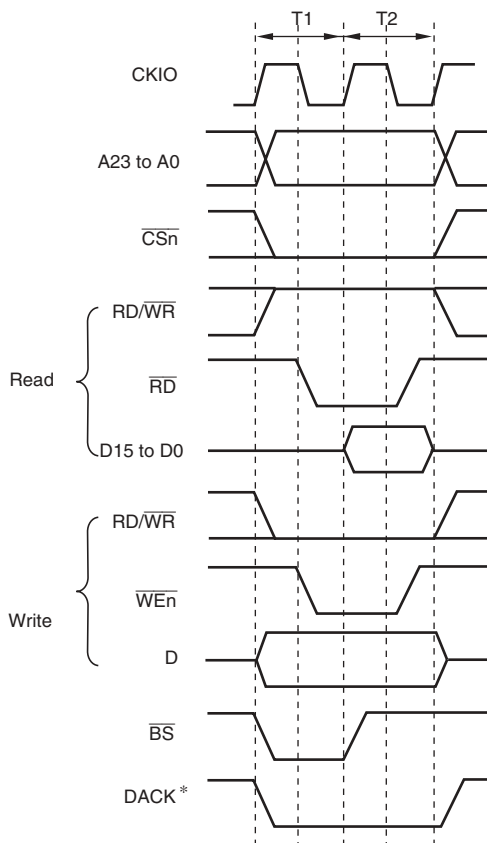 T1 T2
CKIO
A23 to A0
CSn
RD/WR
Read
RD
D15 to D0
RD/WR
WEn
Write
D
BS
DACK *